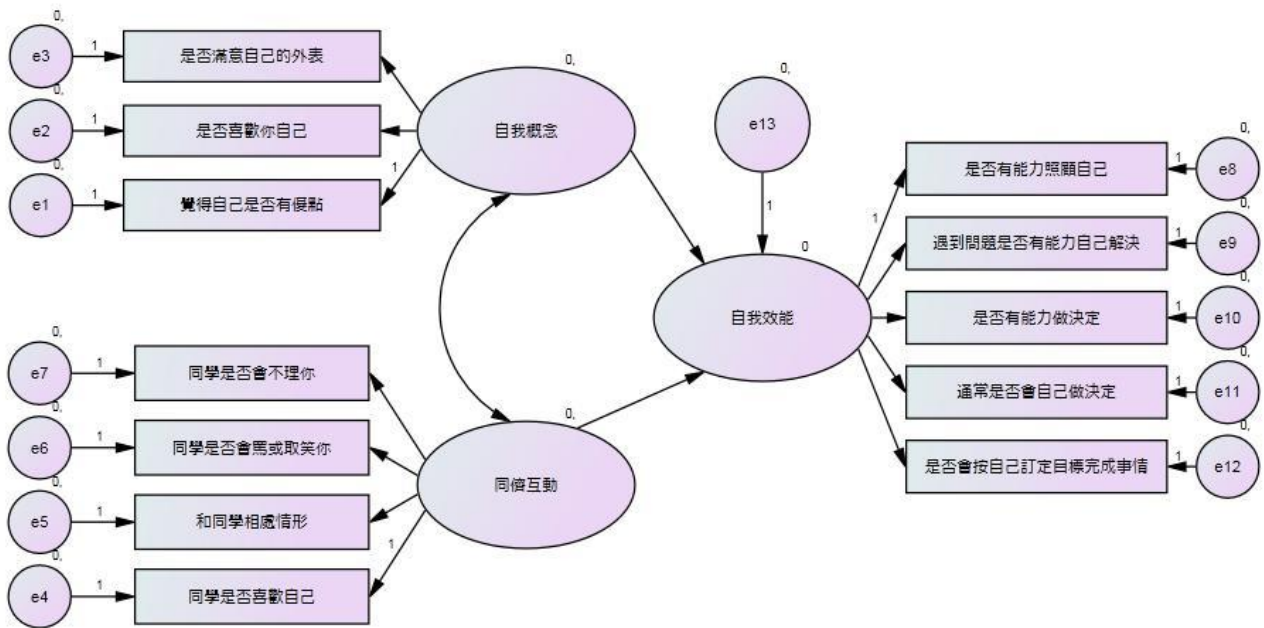 0,
e3
1
是否滿意自己的外表
0,
e2
1
是否喜歡你自己
0,
e1
1
覺得自己是否有優點
0,
自我概念
1
0,
e13
1
0,
e7
1
同學是否會不理你
0,
e6
1
同學是否會罵或取笑你
0,
e5
1
和同學相處情形
0,
e4
1
同學是否喜歡自己
0,
同儕互動
1
0
自我效能
1
是否有能力照顧自己
1
0,
e8
遇到問題是否有能力自己解決
1
0,
e9
是否有能力做決定
1
0,
e10
通常是否會自己做決定
1
0,
e11
是否會按自己訂定目標完成事情
1
0,
e12